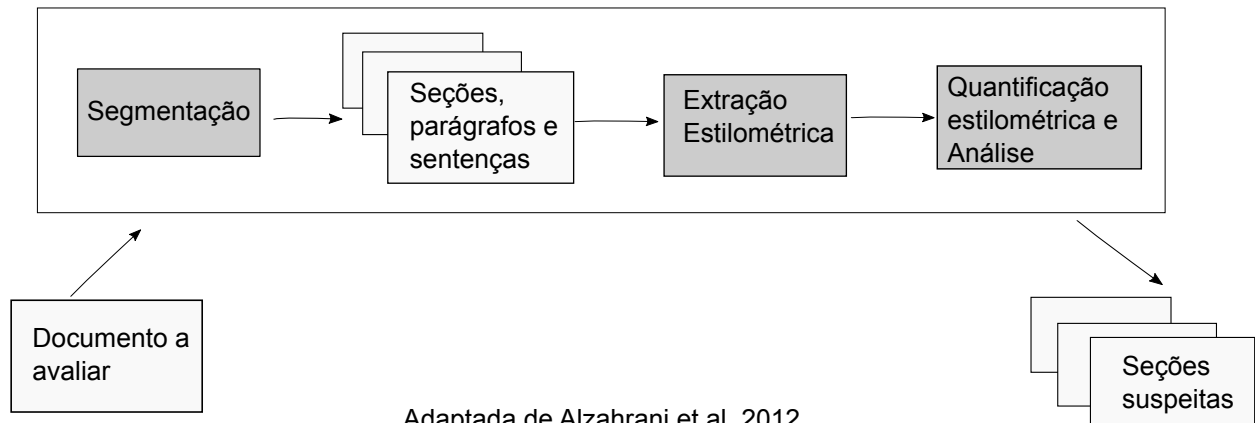 Segmentação
Seções,
parágrafos e
sentenças
Extração
Estilométrica
Quantificação
estilométrica e
Análise
Documento a
avaliar
Seções
suspeitas
Adaptada de Alzahrani et al. 2012